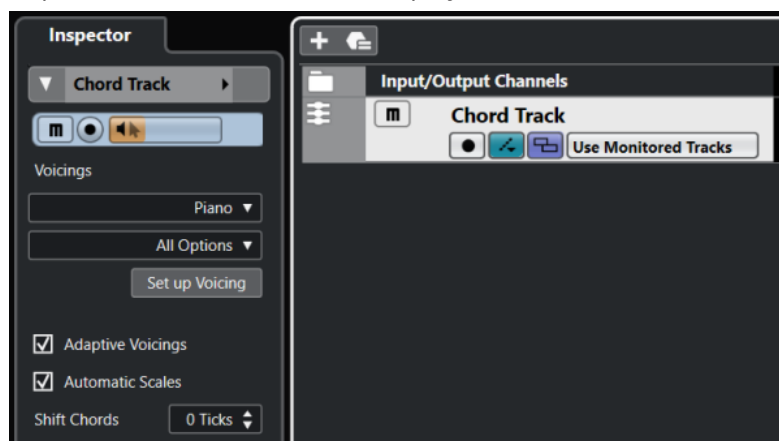 Inspector
Chord Track
m
Voicings
Piano
All Options
Set up Voicing
Adaptive Voicings
Automatic Scales
Shift Chords 0 Ticks
Input/Output Channels
m Chord Track
Use Monitored Tracks